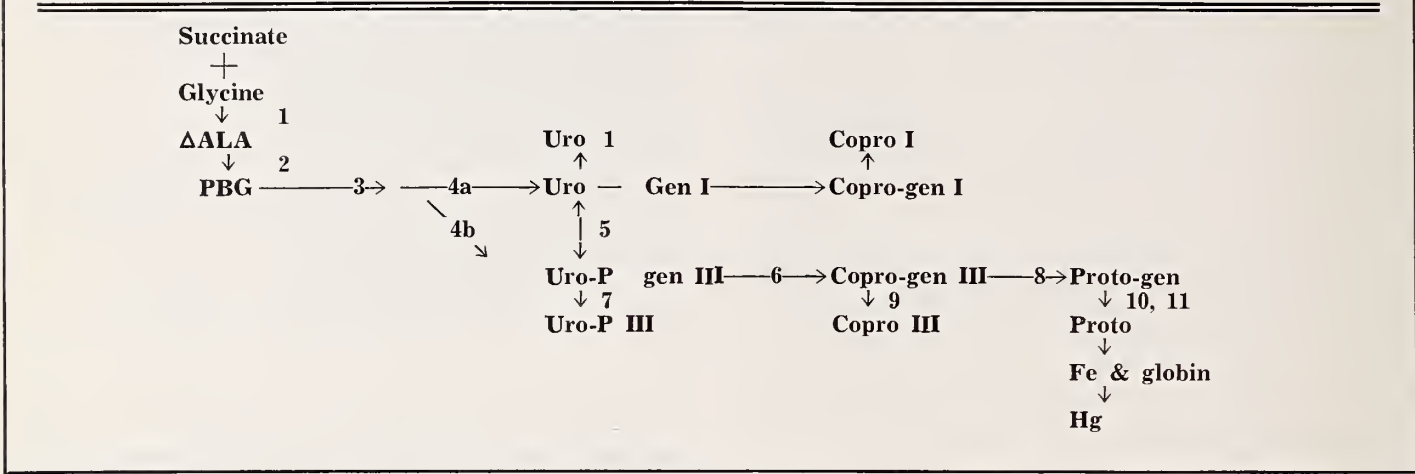 Succinate
+
Glycine
↓ 1
△ALA Uro 1 Copro I
↓ 2 ↑ ↑
PBG ——3→ ——4a——→Uro — Gen I———→Copro-gen I
4b ↑ 5 ↓
Uro-P gen III——6——→Copro-gen III——8→Proto-gen
↓ 7 ↓ 9 ↓ 10, 11
Uro-P III Copro III Proto
↓
Fe & globin
↓
Hg